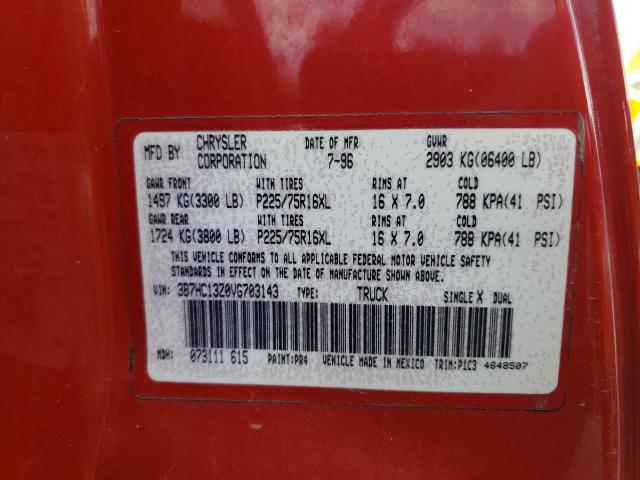 MFD BY CHRYSLER CORPORATION DATE OF MFR 7-96 GVWR 2903 KG(06400 LB)
GAWR FRONT WITH TIRES RIMS AT COLD
1497 KG(3300 LB) P225/75R16XL 16 X 7.0 788 KPA(41 PSI)
GAWR REAR WITH TIRES RIMS AT COLD
1724 KG(3800 LB) P225/75R16XL 16 X 7.0 788 KPA(41 PSI)
THIS VEHICLE CONFORMS TO ALL APPLICABLE FEDERAL MOTOR VEHICLE SAFETY
STANDARDS IN EFFECT ON THE DATE OF MANUFACTURE SHOWN ABOVE.
VIN: 3B7HC13Z0VG703143 TYPE: TRUCK SINGLE X DUAL
MDH: 073111 615 PAINT:PR4 VEHICLE MADE IN MEXICO TRIM:P1C3 4648507